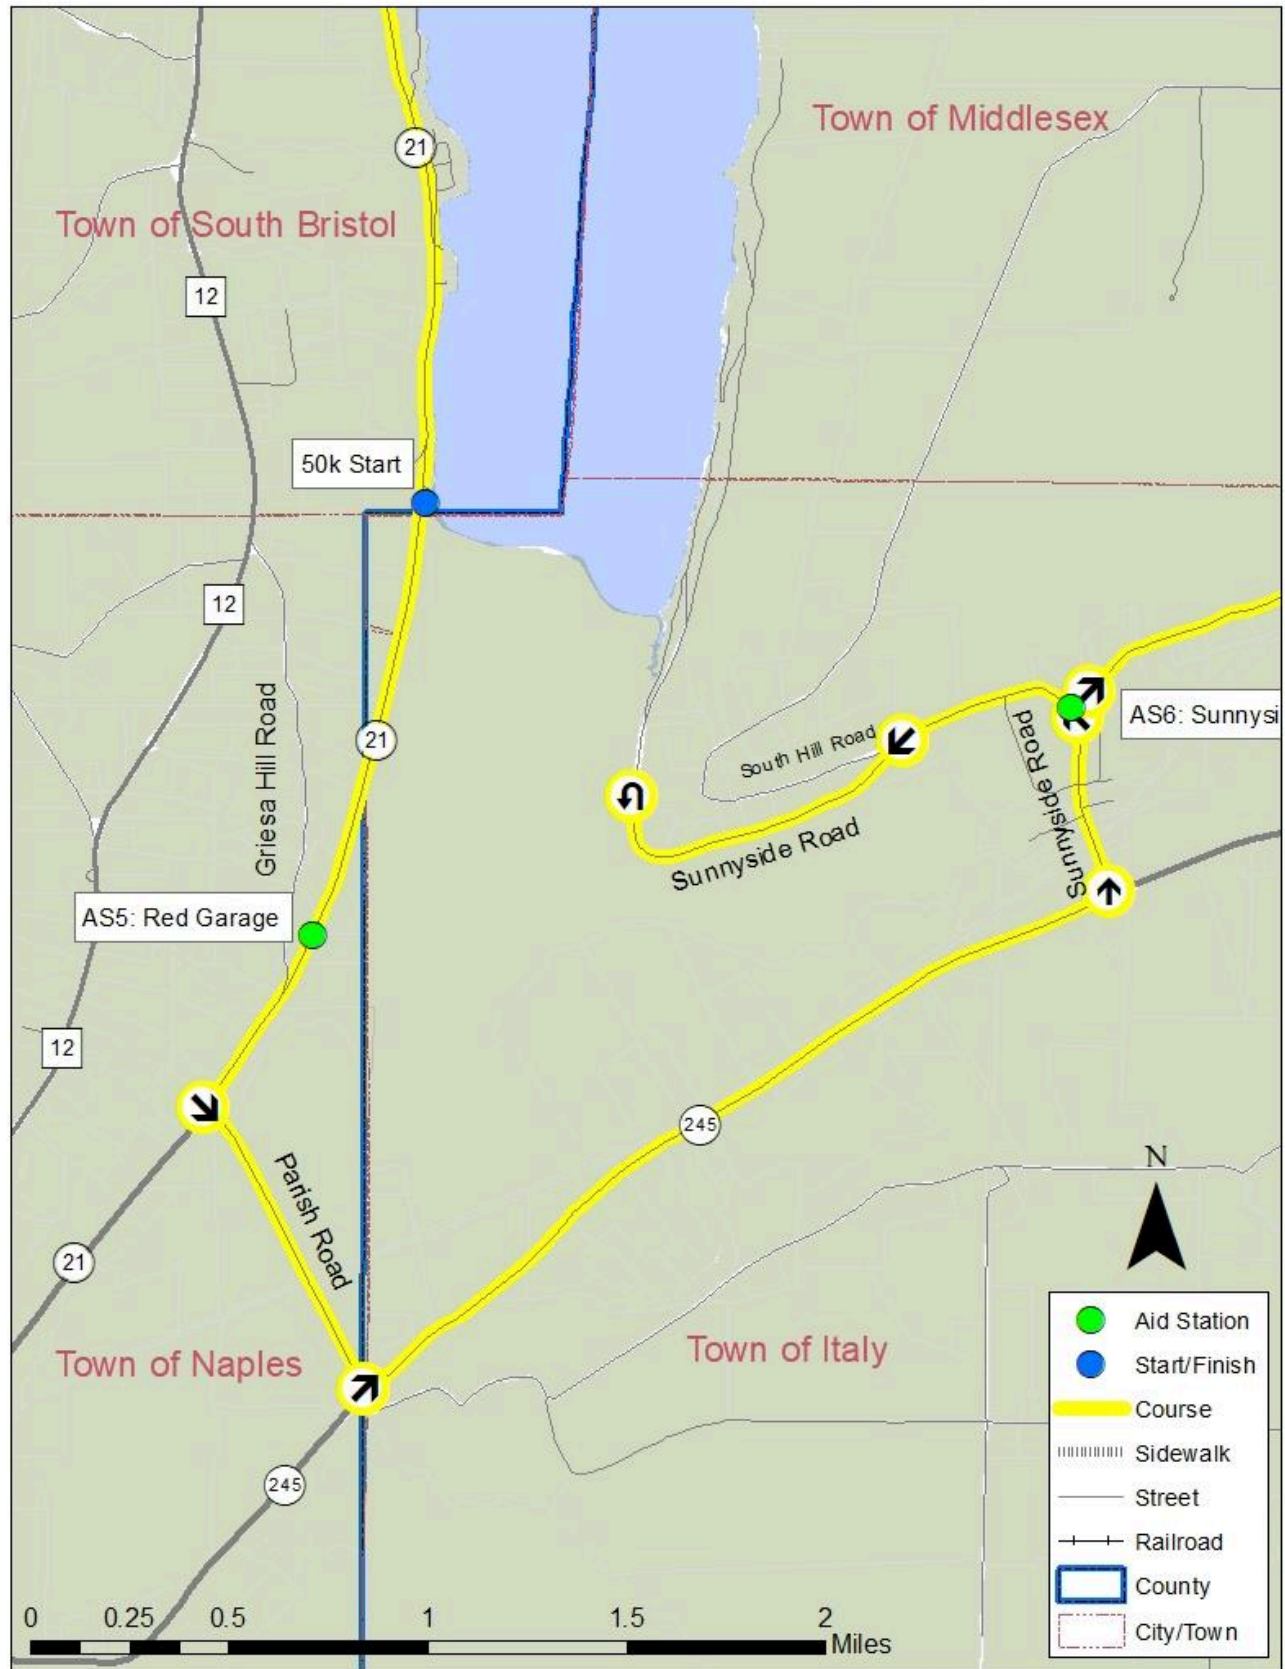 Town of Middlesex
21
Town of South Bristol
12
50k Start
12
Griesa Hill Road
21
South Hill Road
Sunnyside Road
AS6: Sunnysi
Sunnyside Road
AS5: Red Garage
12
245
N
Parish Road
21
Town of Naples
Town of Italy
245
Aid Station
Start/Finish
Course
Sidewalk
Street
Railroad
County
City/Town
0 0.25 0.5 1 1.5 2
Miles